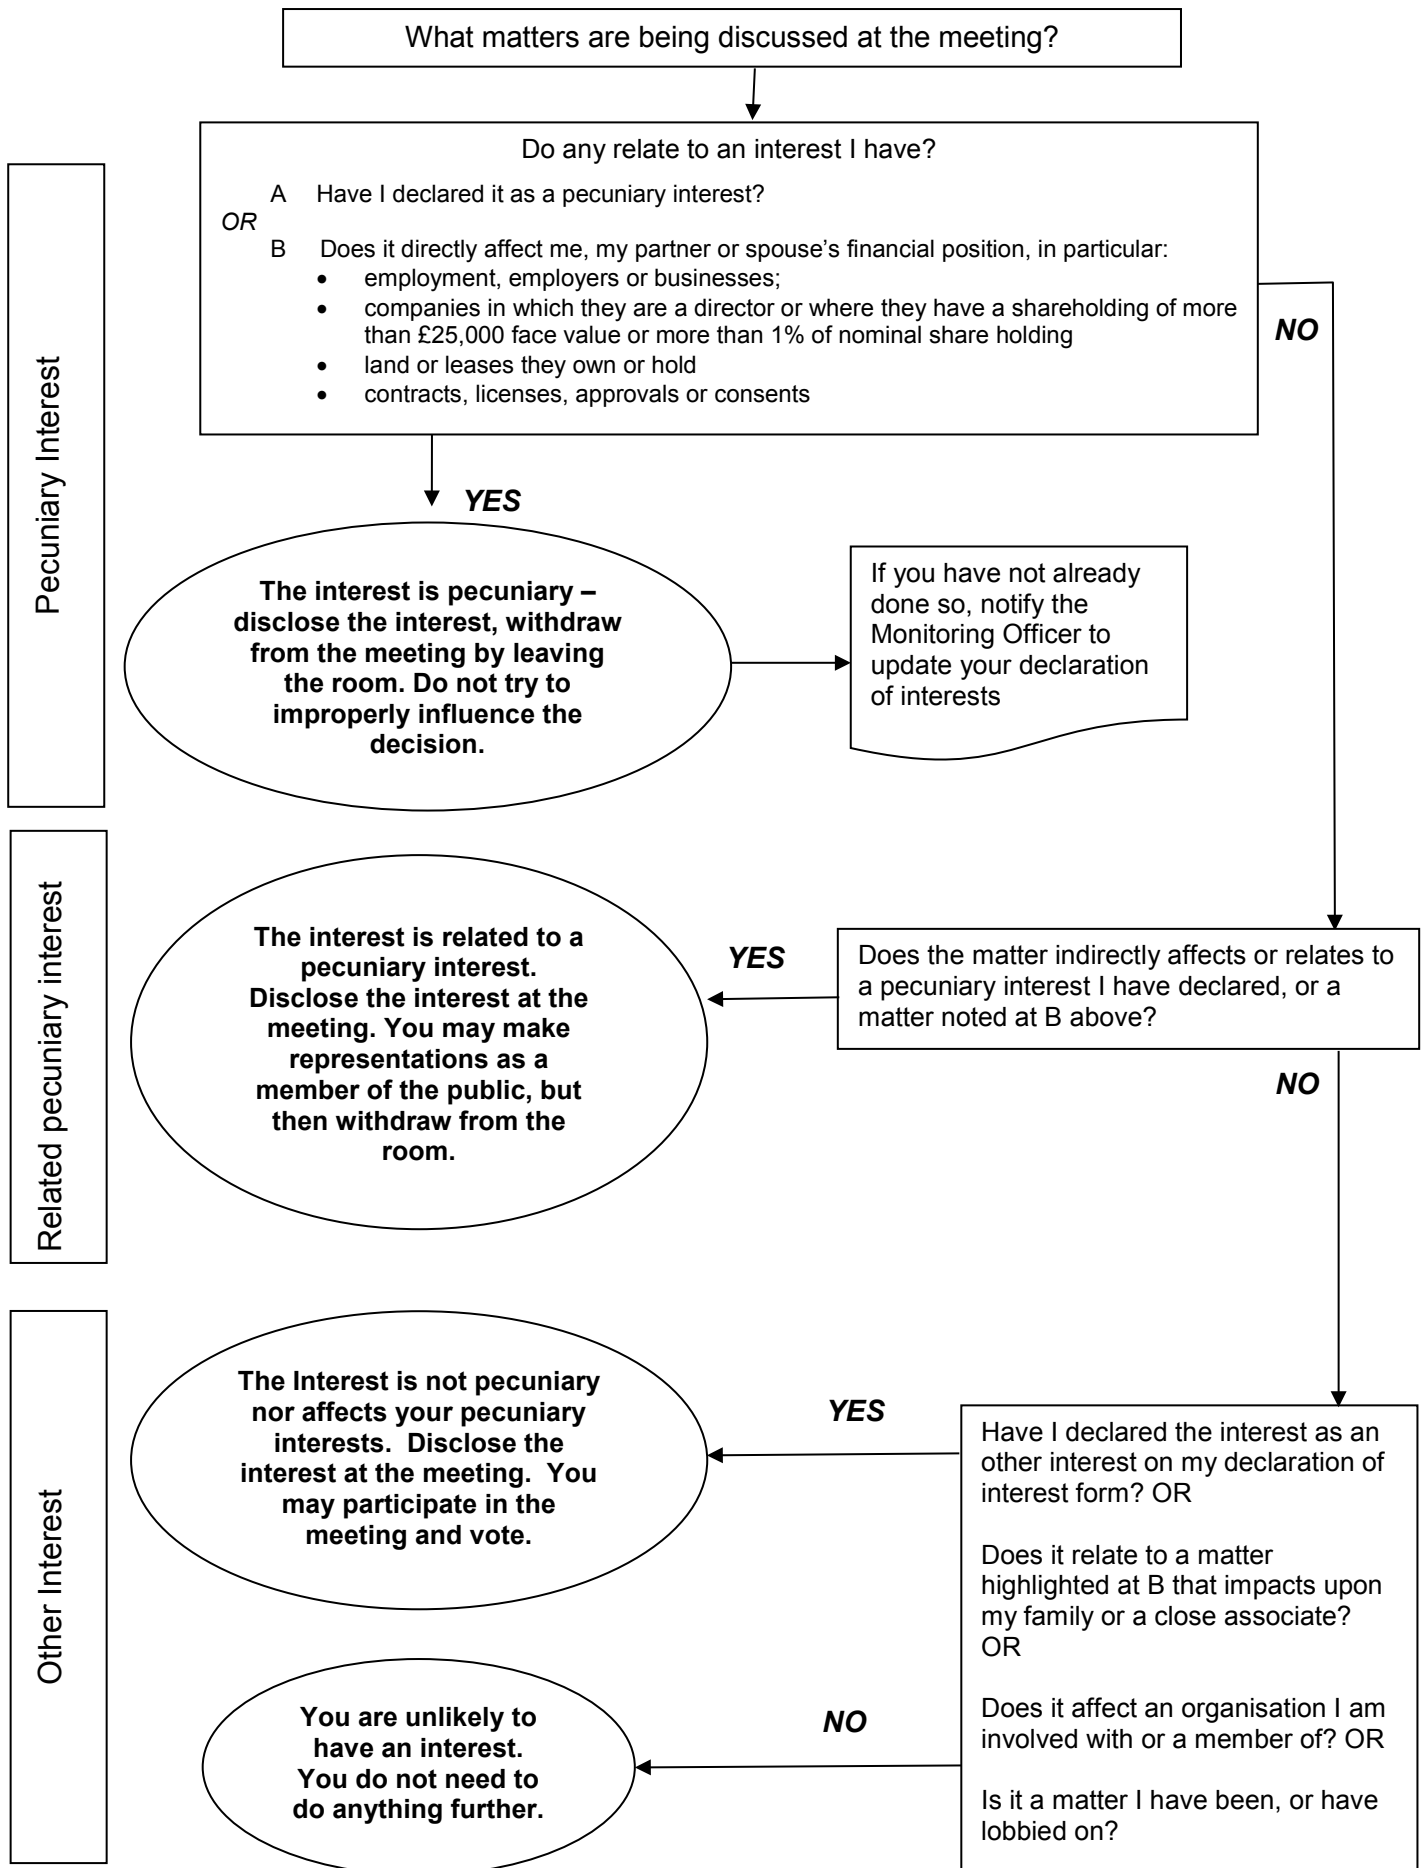 What matters are being discussed at the meeting?
Do any relate to an interest I have?
A Have I declared it as a pecuniary interest?
OR
B Does it directly affect me, my partner or spouse’s financial position, in particular:
• employment, employers or businesses;
• companies in which they are a director or where they have a shareholding of more
than £25,000 face value or more than 1% of nominal share holding
• land or leases they own or hold
• contracts, licenses, approvals or consents
NO
Pecuniary Interest
YES
The interest is pecuniary –
disclose the interest, withdraw
from the meeting by leaving
the room. Do not try to
improperly influence the
decision.
If you have not already
done so, notify the
Monitoring Officer to
update your declaration
of interests
Related pecuniary interest
The interest is related to a
pecuniary interest.
Disclose the interest at the
meeting. You may make
representations as a
member of the public, but
then withdraw from the
room.
YES
Does the matter indirectly affects or relates to
a pecuniary interest I have declared, or a
matter noted at B above?
NO
Other Interest
The Interest is not pecuniary
nor affects your pecuniary
interests. Disclose the
interest at the meeting. You
may participate in the
meeting and vote.
YES
Have I declared the interest as an
other interest on my declaration of
interest form? OR
Does it relate to a matter
highlighted at B that impacts upon
my family or a close associate?
OR
Does it affect an organisation I am
involved with or a member of? OR
Is it a matter I have been, or have
lobbied on?
NO
You are unlikely to
have an interest.
You do not need to
do anything further.